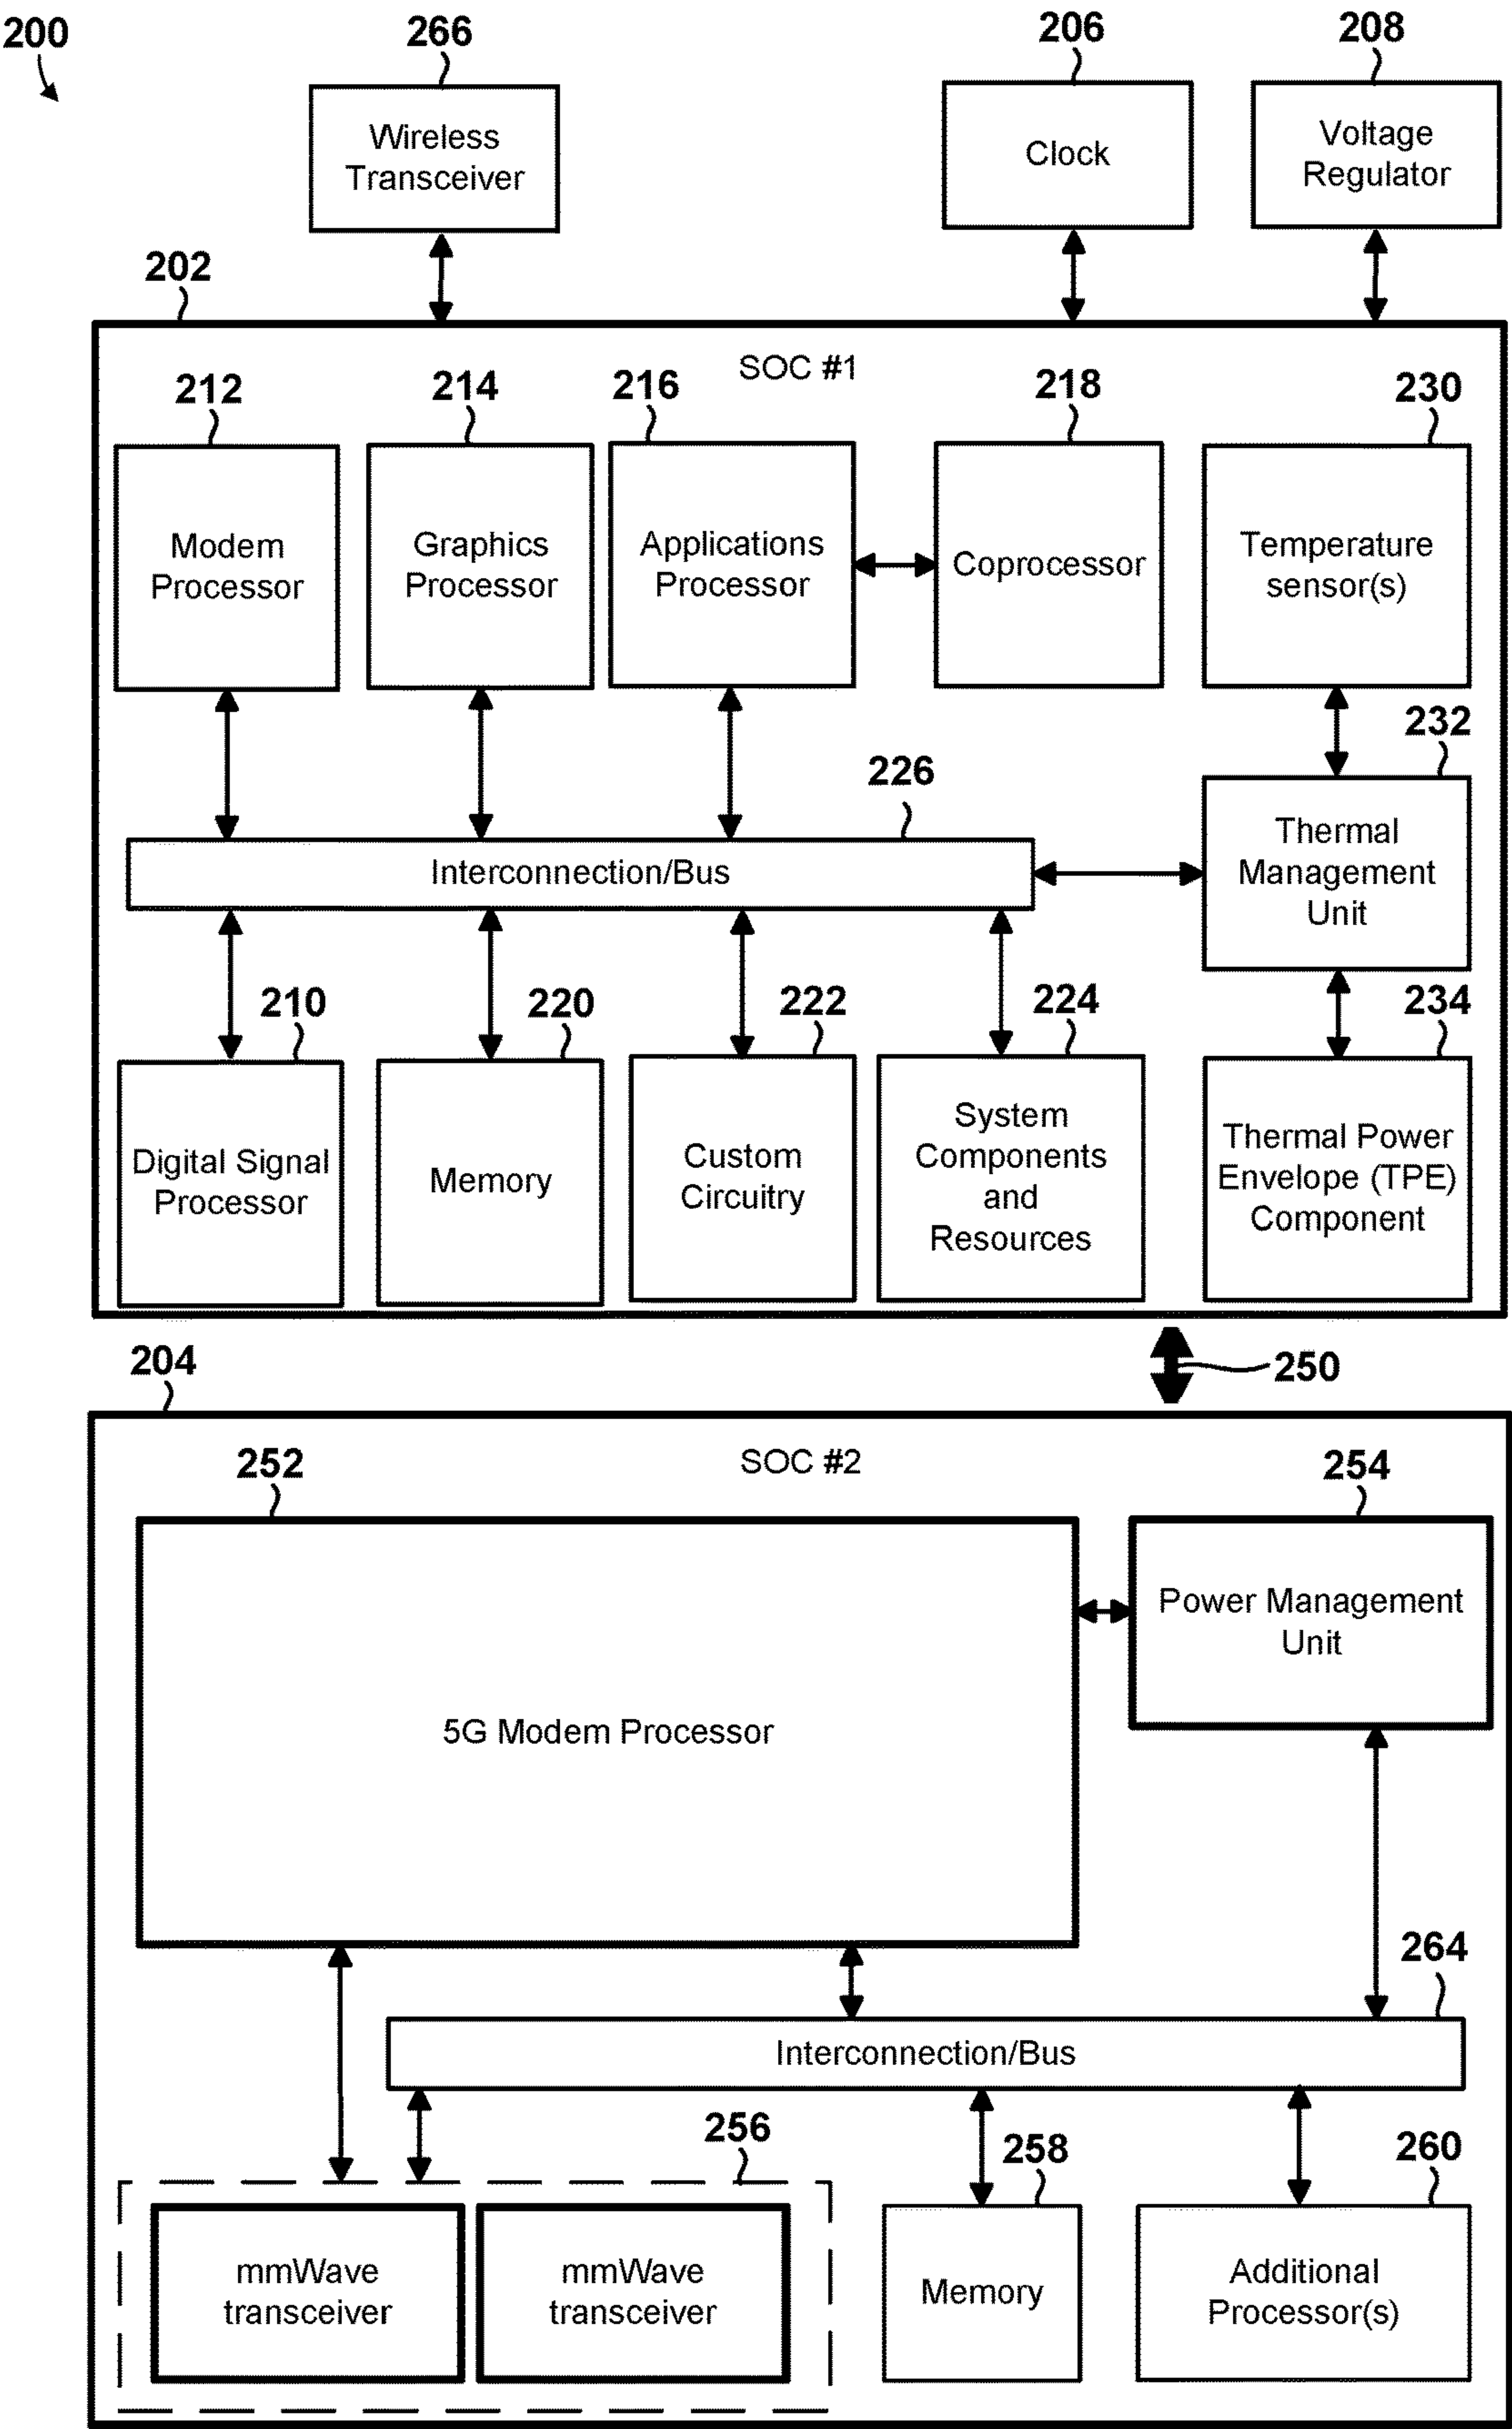 200
266
206
208
Wireless
Transceiver
Clock
Voltage
Regulator
202
SOC #1
212
214
216
218
230
Modem
Processor
Graphics
Processor
Applications
Processor
Coprocessor
Temperature
sensor(s)
232
226
Interconnection/Bus
Thermal
Management
Unit
210
220
222
224
234
Digital Signal
Processor
Memory
Custom
Circuitry
System
Components
and
Resources
Thermal Power
Envelope (TPE)
Component
204
250
SOC #2
252
254
5G Modem Processor
Power Management
Unit
264
Interconnection/Bus
256
258
260
mmWave
transceiver
mmWave
transceiver
Memory
Additional
Processor(s)